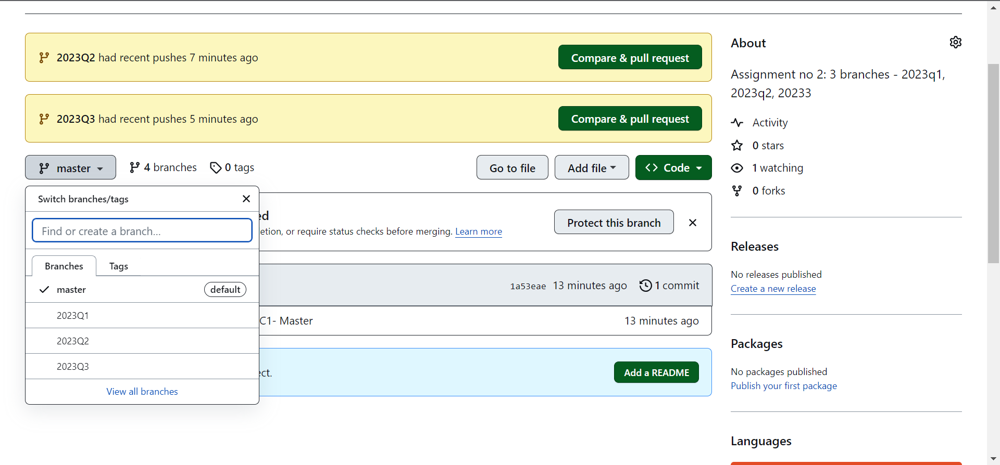 2023Q2 had recent pushes 7 minutes ago
Compare & pull request
2023Q3 had recent pushes 5 minutes ago
Compare & pull request
master
4 branches
0 tags
Go to file
Add file
Code
Switch branches/tags
Find or create a branch...
Branches
Tags
master
default
2023Q1
2023Q2
2023Q3
View all branches
ed
etion, or require status checks before merging. Learn more
Protect this branch
1a53eae 13 minutes ago
1 commit
C1- Master
13 minutes ago
ect.
Add a README
About
Assignment no 2: 3 branches - 2023q1,
2023q2, 20233
Activity
0 stars
1 watching
0 forks
Releases
No releases published
Create a new release
Packages
No packages published
Publish your first package
Languages